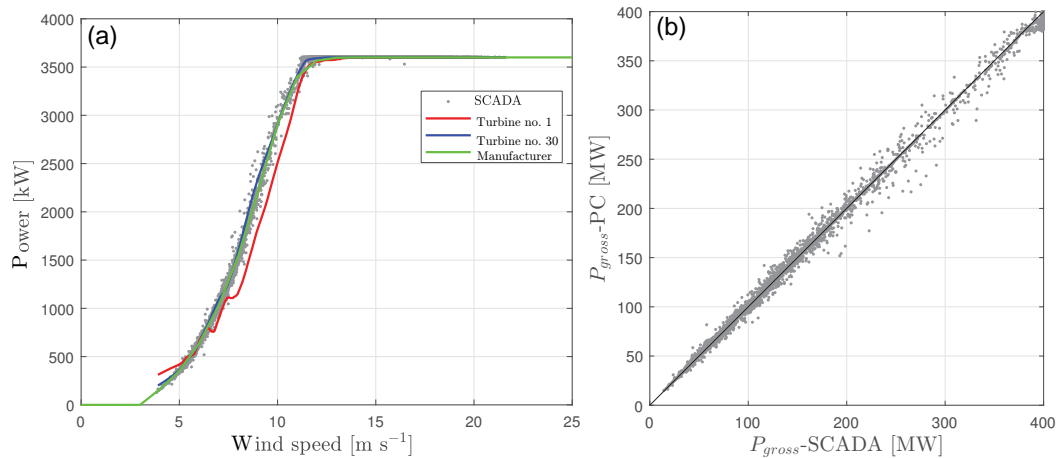 (a)
4000
3500
3000
2500
2000
1500
1000
500
0
Power [kW]
SCADA
Turbine no. 1
Turbine no. 30
Manufacturer
0 5 10 15 20 25
Wind speed [m s⁻¹]
(b)
400
350
300
250
200
150
100
50
0
P_gross-PC [MW]
0 100 200 300 400
P_gross-SCADA [MW]